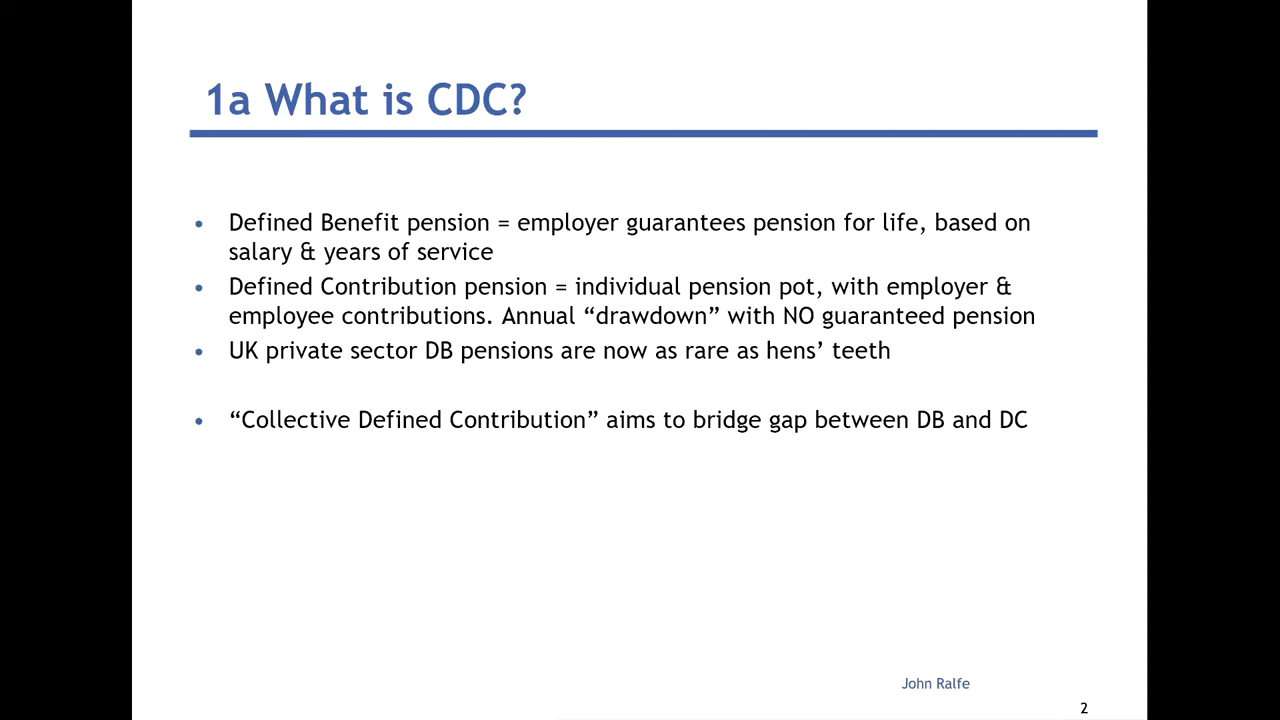 1a What is CDC?
• Defined Benefit pension = employer guarantees pension for life, based on
salary & years of service
• Defined Contribution pension = individual pension pot, with employer &
employee contributions. Annual “drawdown” with NO guaranteed pension
• UK private sector DB pensions are now as rare as hens’ teeth
• “Collective Defined Contribution” aims to bridge gap between DB and DC
John Ralfe
2